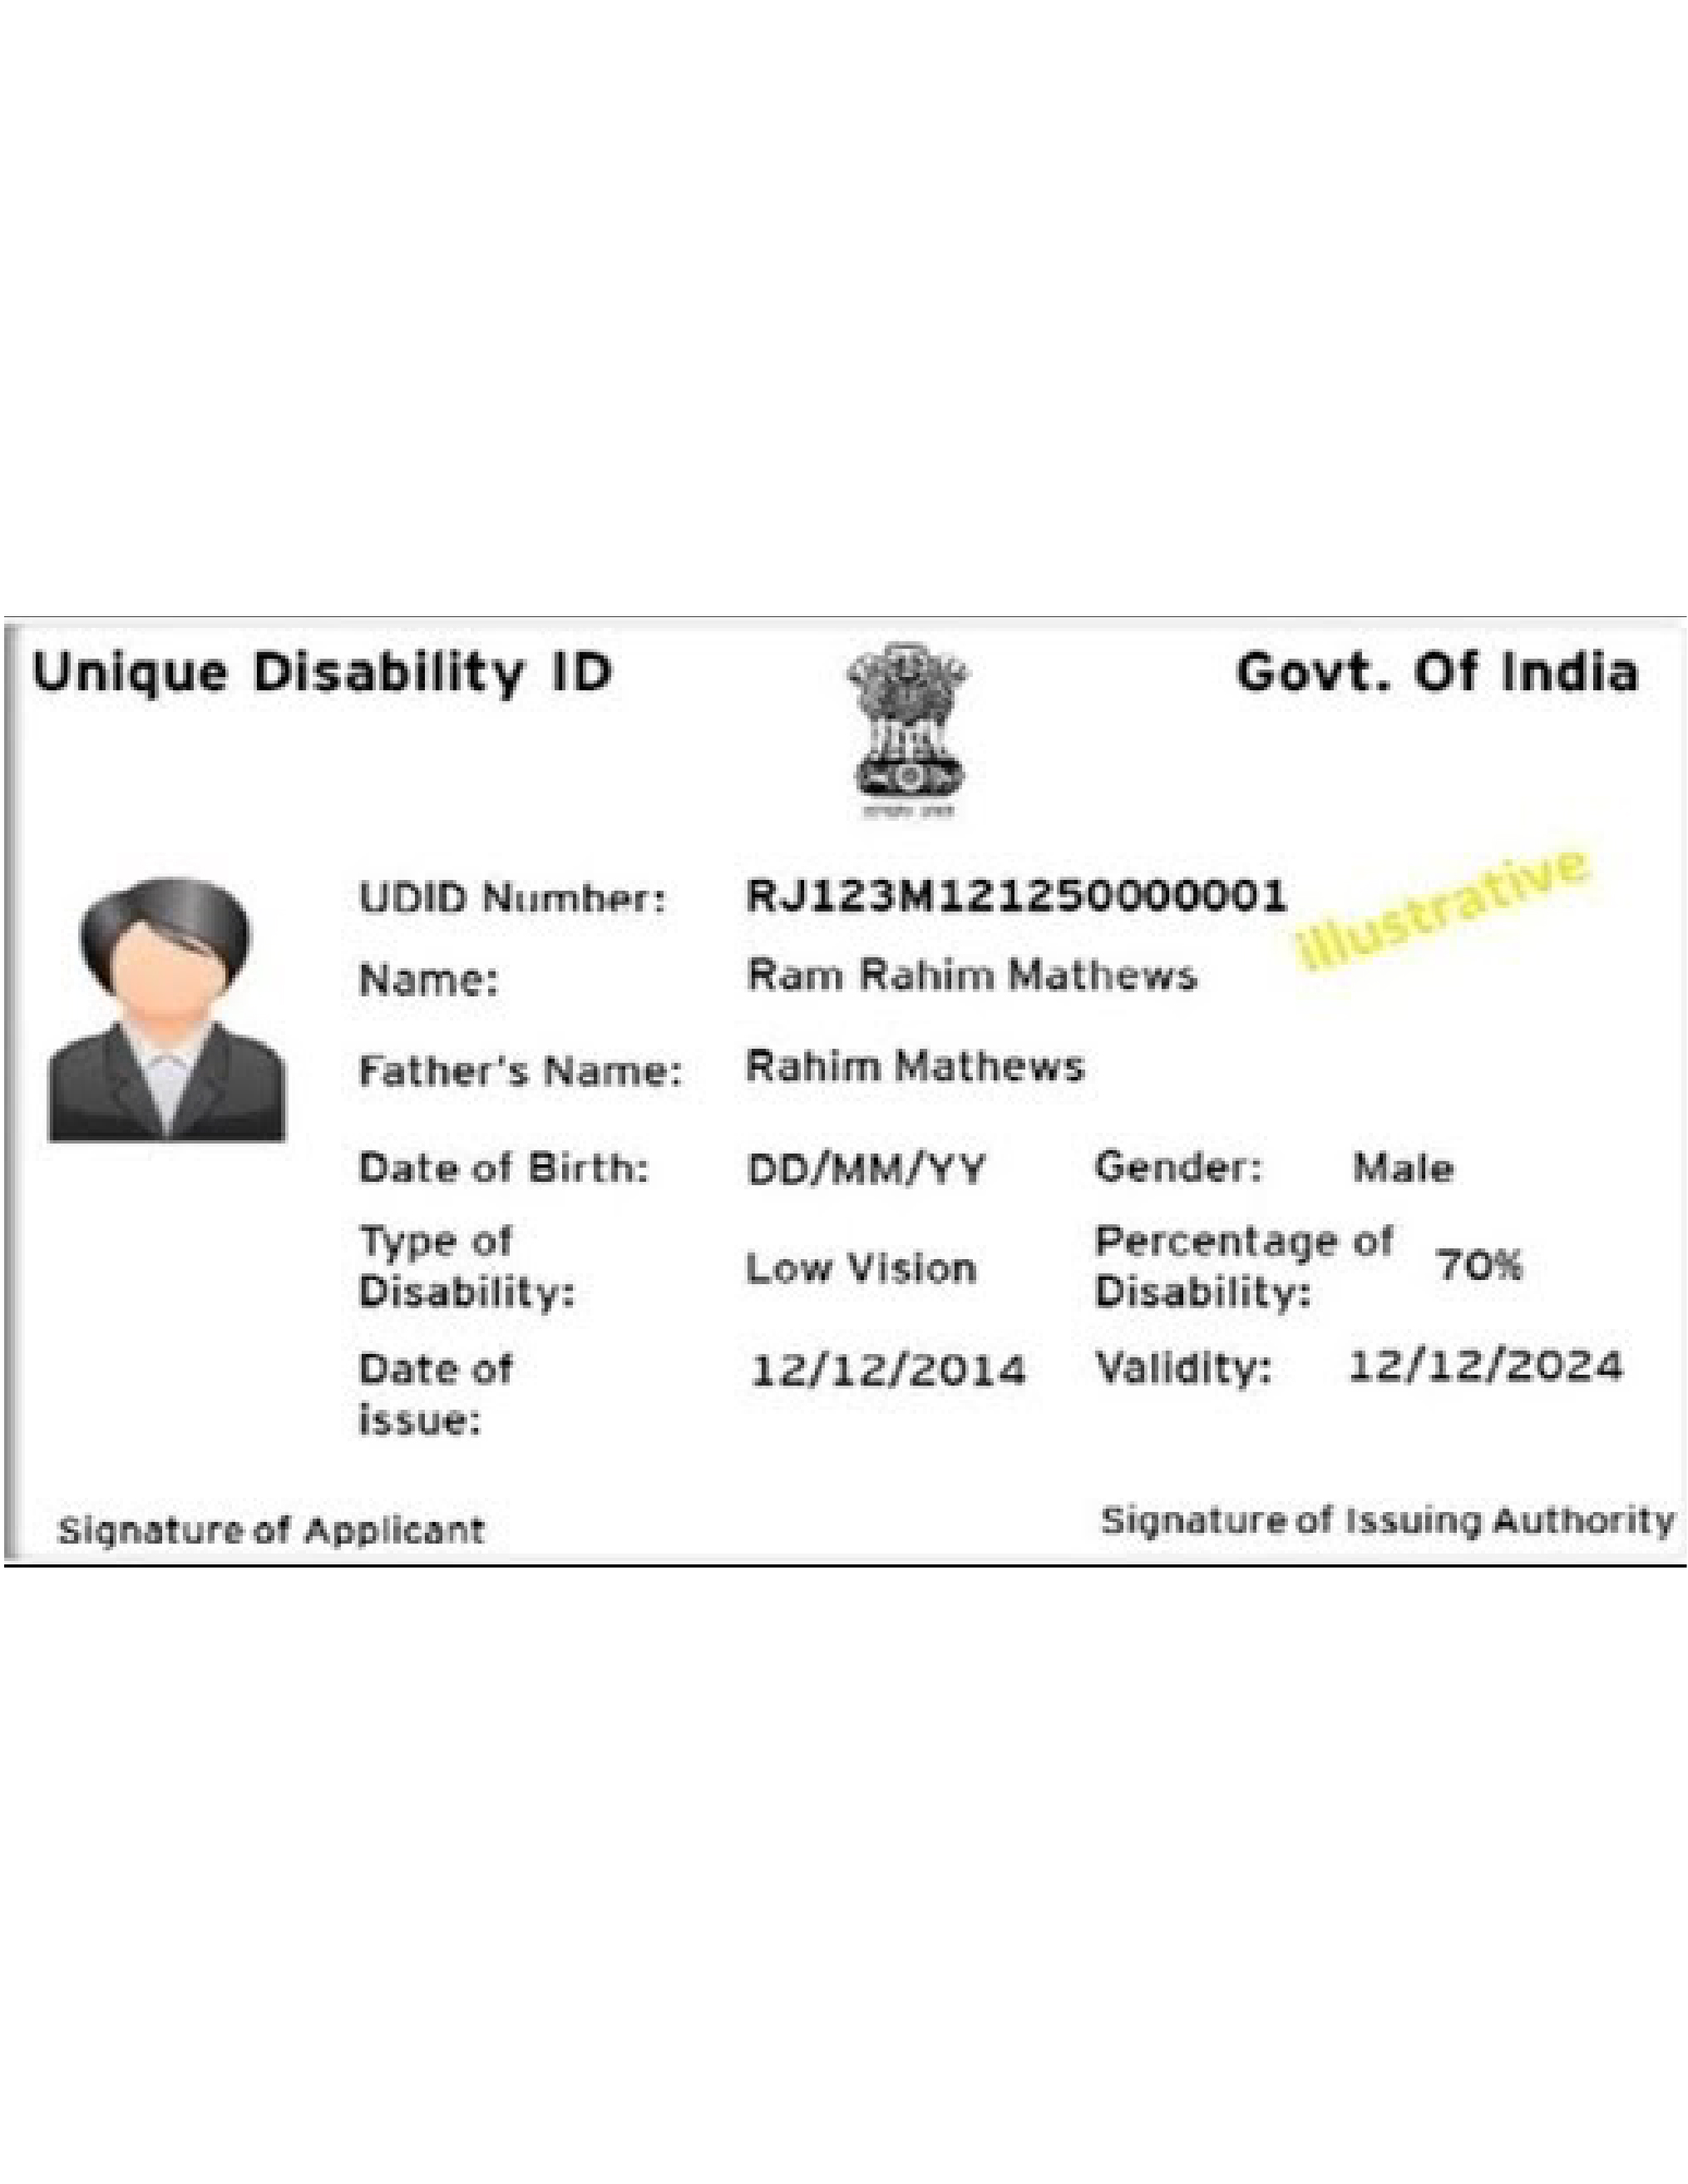 Unique Disability ID
Govt. Of India
UDID Number: RJ123M121250000001
illustrative
Name: Ram Rahim Mathews
Father's Name: Rahim Mathews
Date of Birth: DD/MM/YY Gender: Male
Type of Disability: Low Vision Percentage of Disability: 70%
Date of issue: 12/12/2014 Validity: 12/12/2024
Signature of Applicant
Signature of Issuing Authority